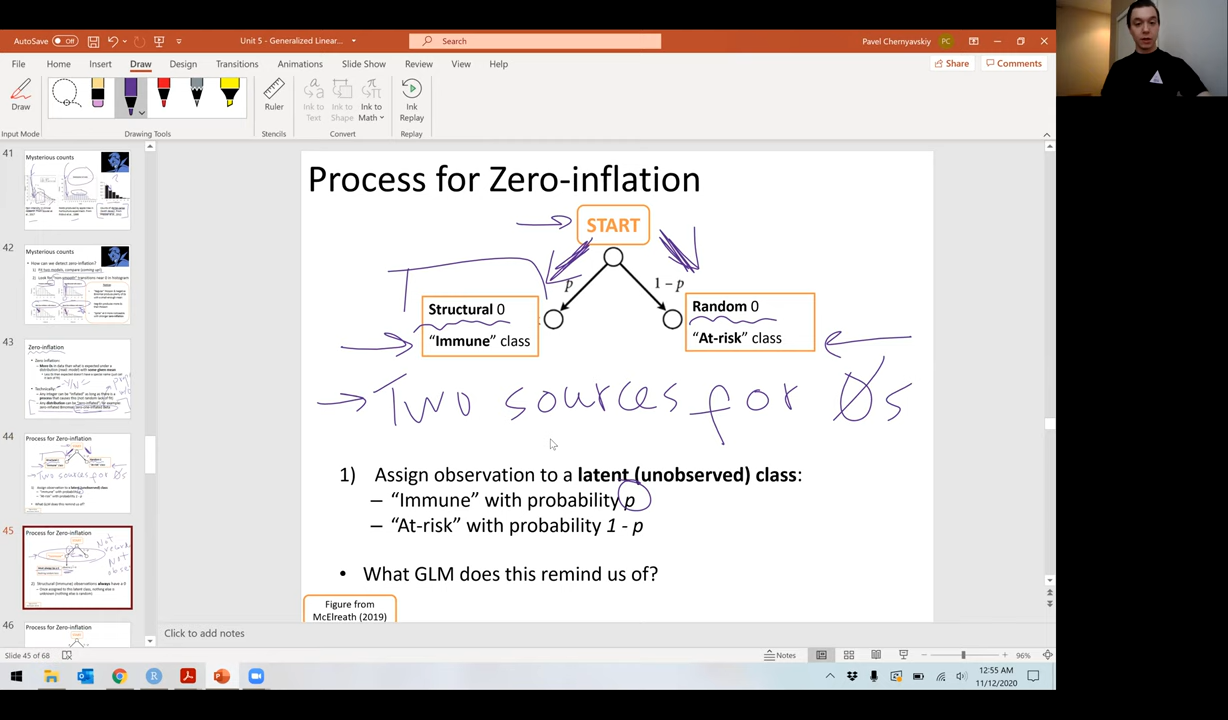 AutoSave Off
Unit 5 - Generalized Linear...
Search
Pavel Chernyavskiy PC
File Home Insert Draw Design Transitions Animations Slide Show Review View Help
Share Comments
Draw
Ruler
Ink to Text
Ink to Shape
Ink to Math
Ink Replay
Input Mode
Drawing Tools
Stencils
Convert
Replay
41
Mysterious counts
42
Mysterious counts
43
Zero-inflation
44
Process for Zero-inflation
45
Process for Zero-inflation
46
Process for Zero-inflation
Process for Zero-inflation
START
p
1 − p
Structural 0
“Immune” class
Random 0
“At-risk” class
Two sources for 0s
1) Assign observation to a latent (unobserved) class:
– “Immune” with probability p
– “At-risk” with probability 1 - p
• What GLM does this remind us of?
Figure from
McElreath (2019)
Click to add notes
Slide 45 of 68
Notes
96%
12:55 AM
11/12/2020